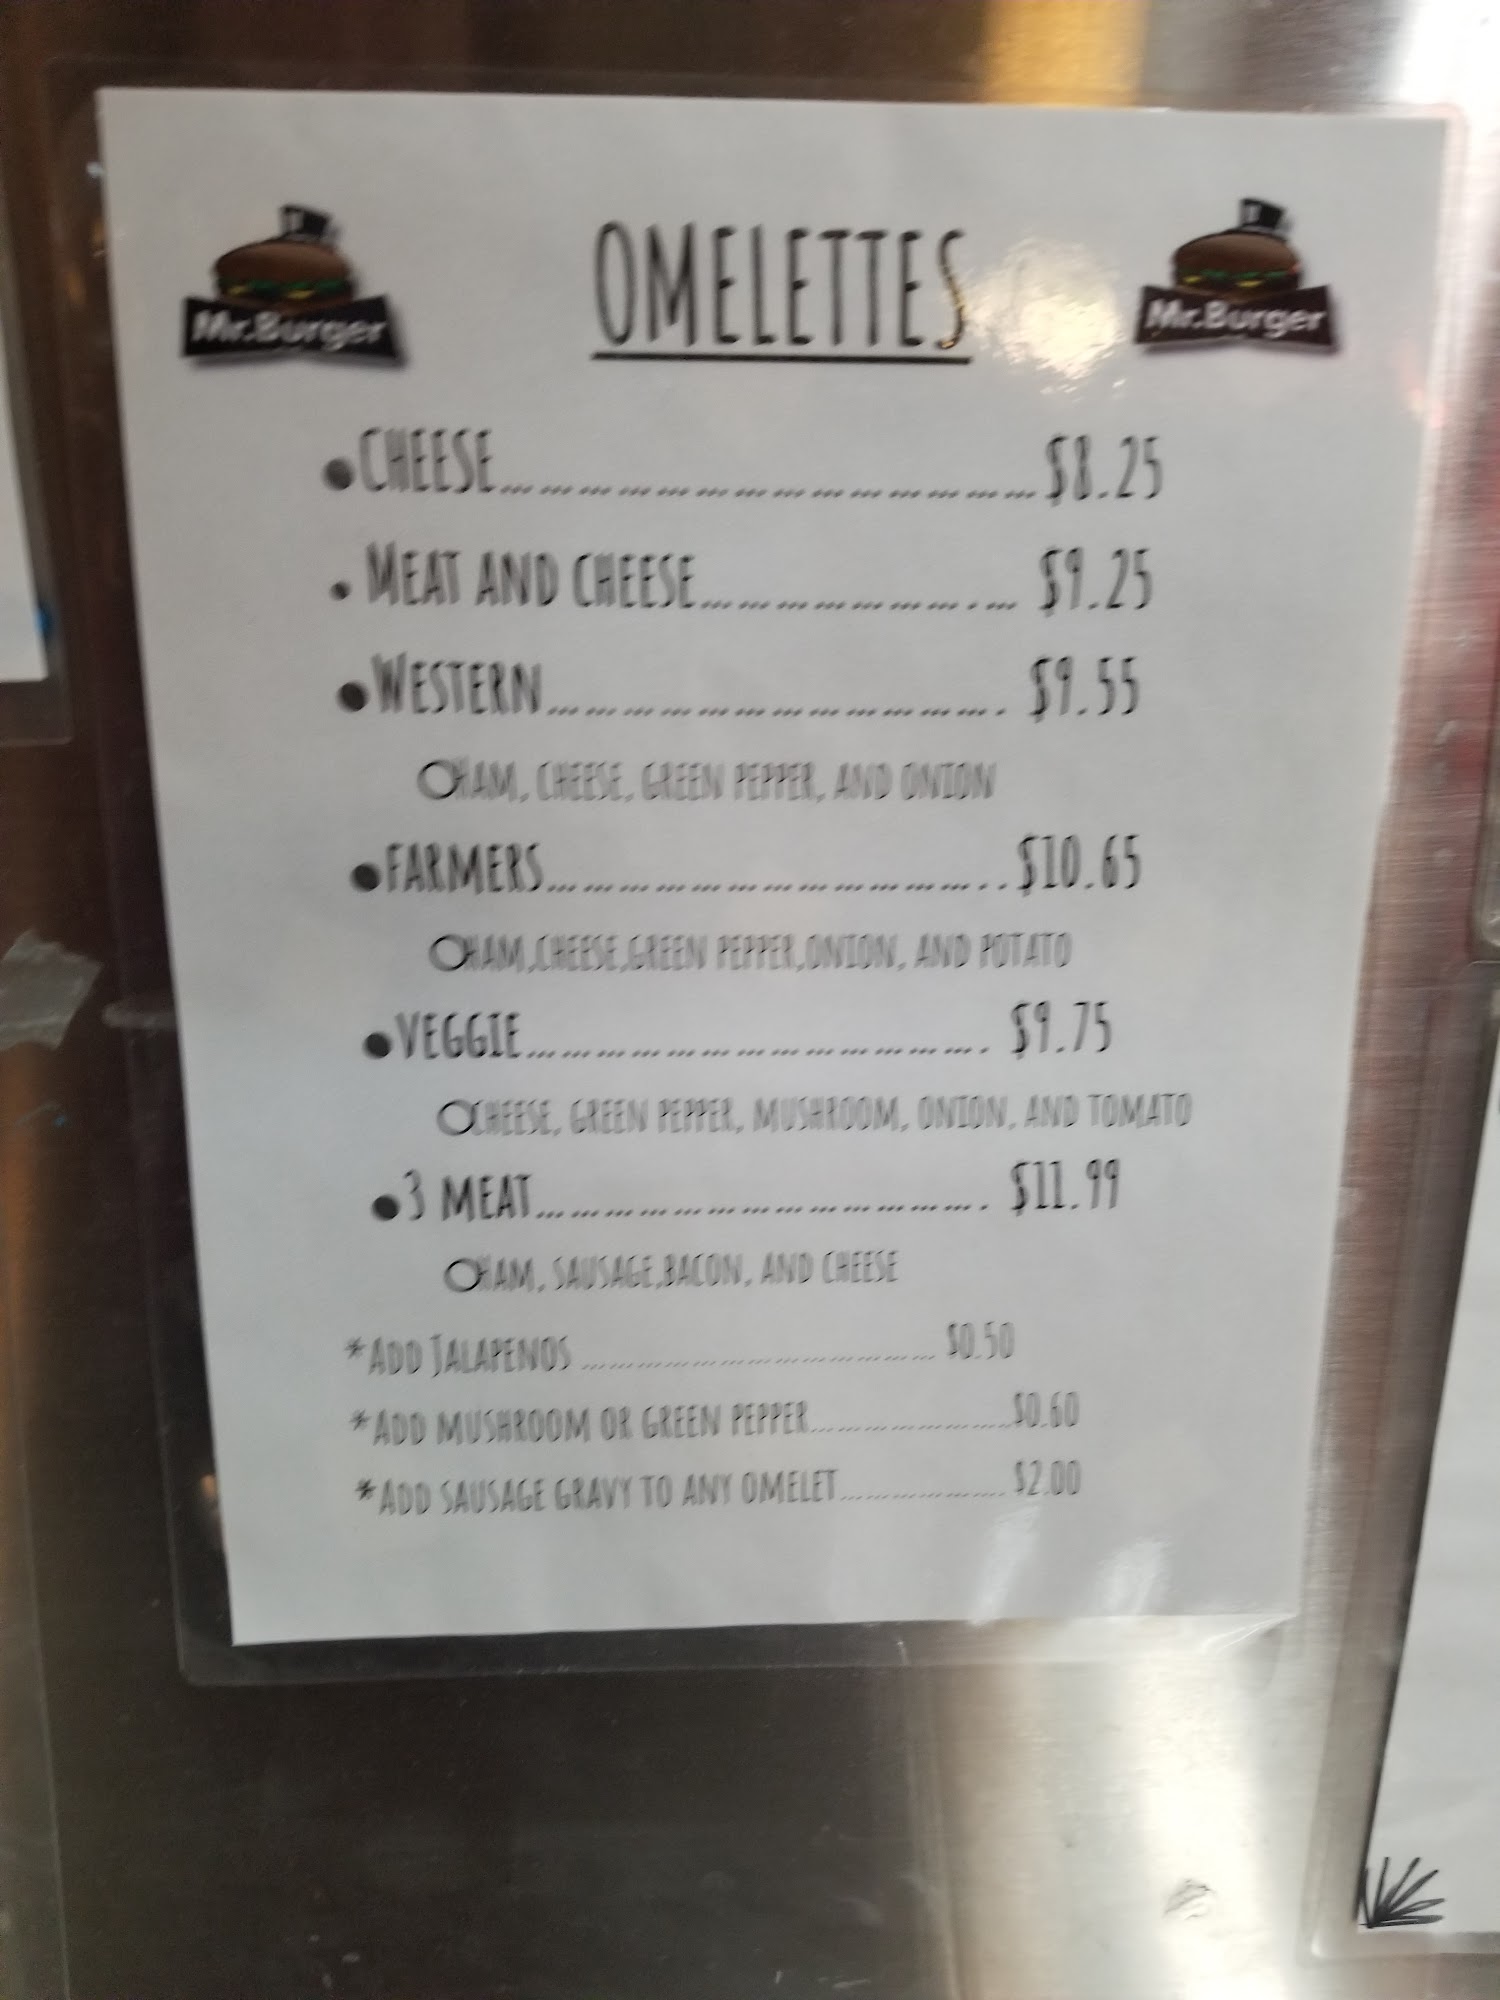 Mr.Burger
OMELETTES
Mr.Burger
●CHEESE……………………………………$8.25
• MEAT AND CHEESE…………………….… $9.25
●WESTERN………………………………. $9.55
○HAM, CHEESE, GREEN PEPPER, AND ONION
●FARMERS………………………………..$10.65
○HAM,CHEESE,GREEN PEPPER,ONION, AND POTATO
●VEGGIE………………………………. $9.75
○CHEESE, GREEN PEPPER, MUSHROOM, ONION, AND TOMATO
●3 MEAT………………………………. $11.99
○HAM, SAUSAGE,BACON, AND CHEESE
*ADD JALAPENOS ………………………………… $0.50
*ADD MUSHROOM OR GREEN PEPPER…………………$0.60
*ADD SAUSAGE GRAVY TO ANY OMELET……………… $2.00